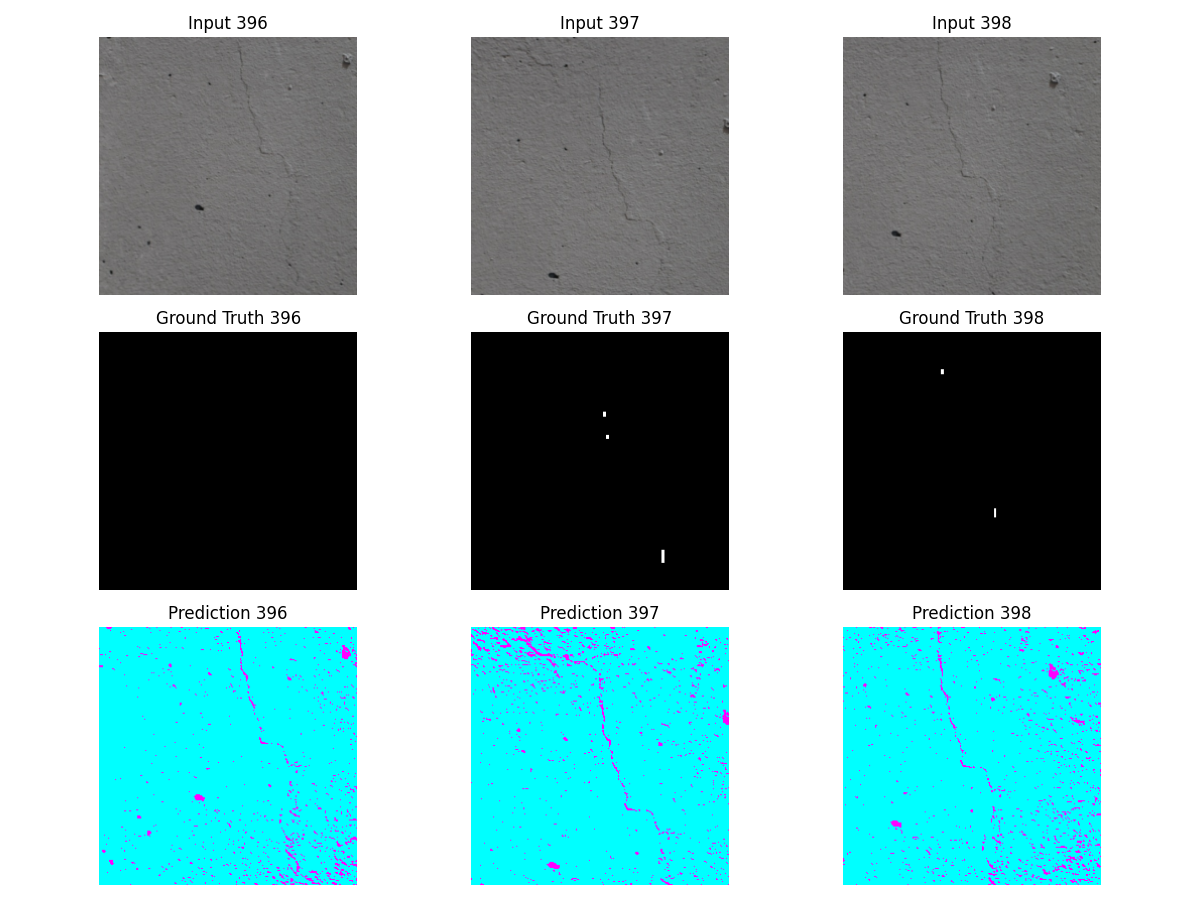 Input 396
Input 397
Input 398
Ground Truth 396
Ground Truth 397
Ground Truth 398
Prediction 396
Prediction 397
Prediction 398